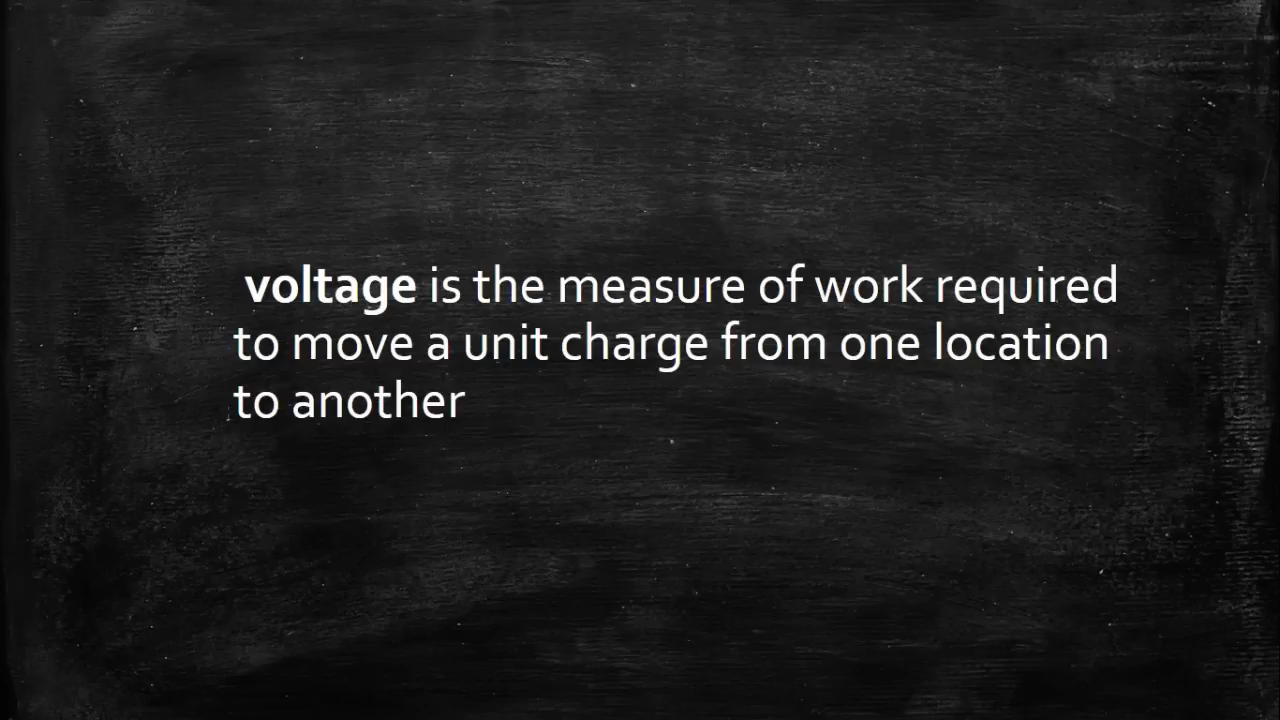 voltage is the measure of work required
to move a unit charge from one location
to another